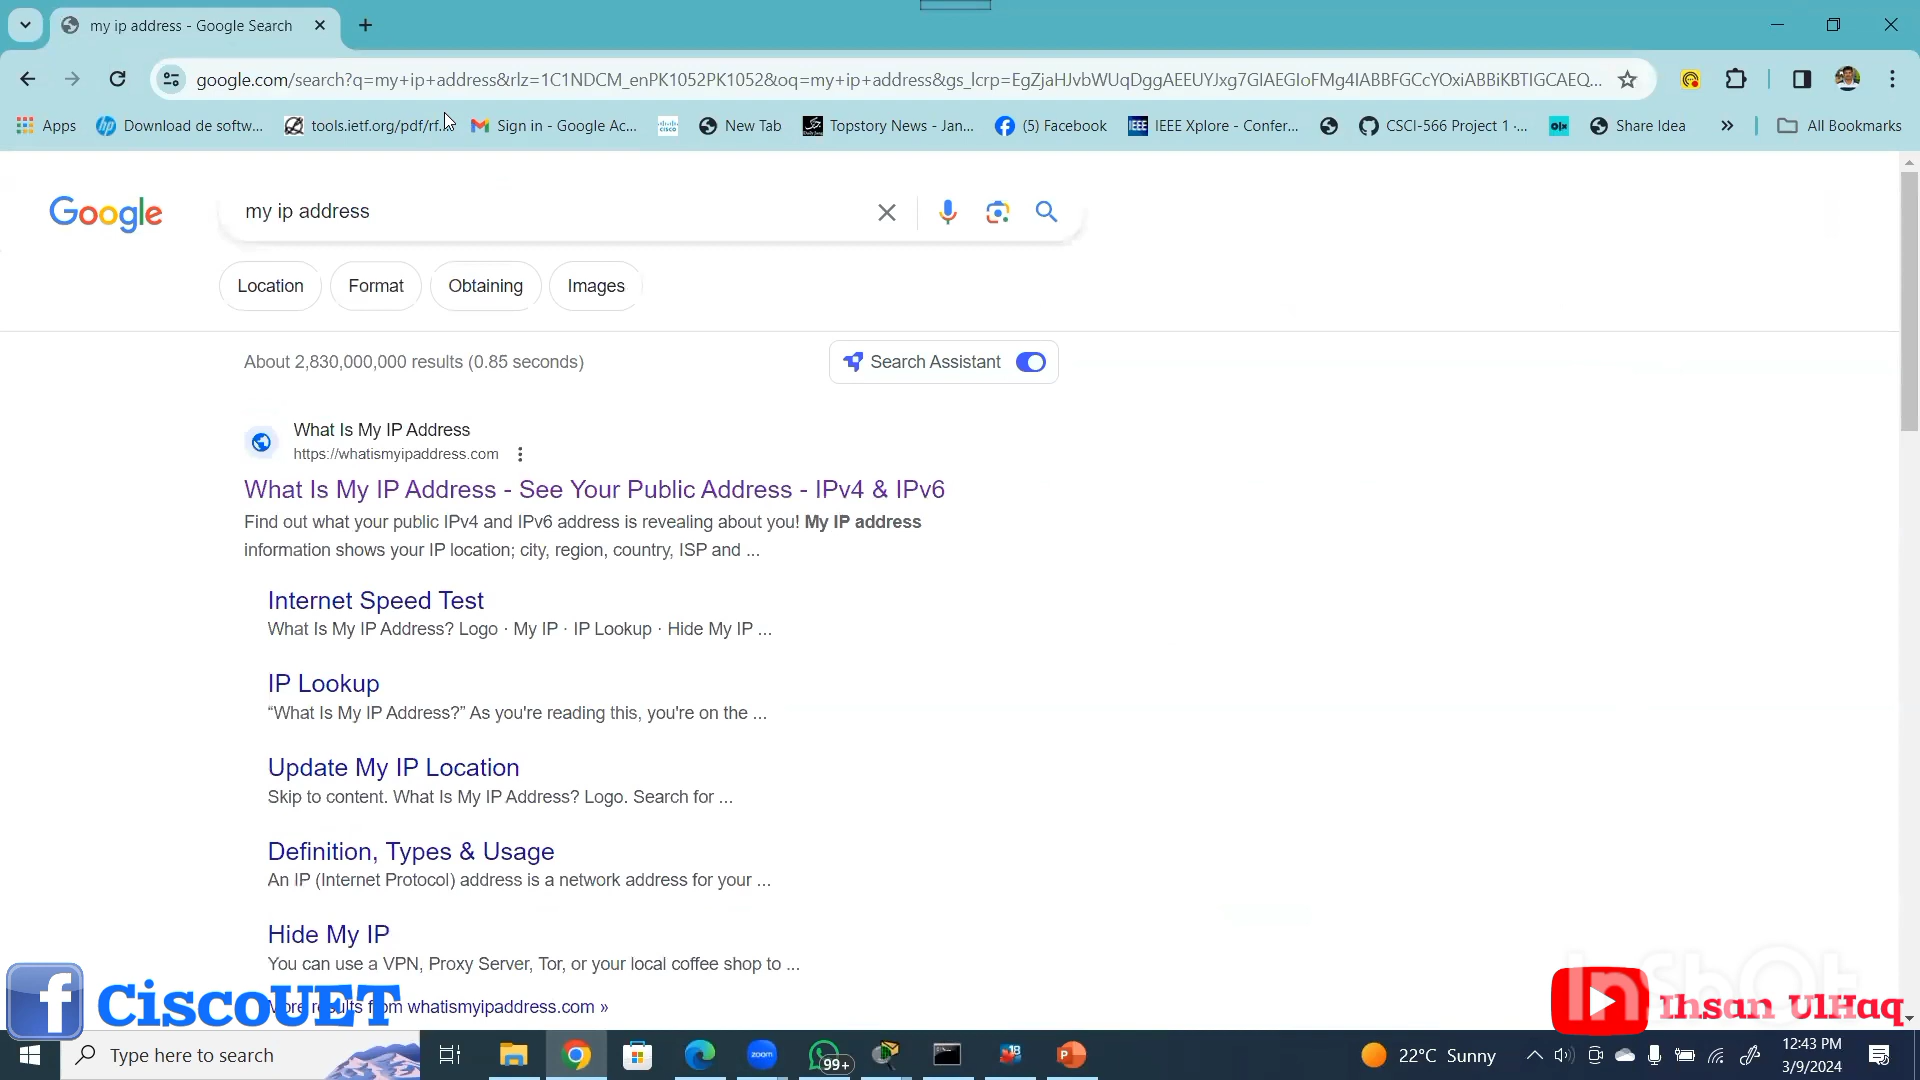 my ip address - Google Search
google.com/search?q=my+ip+address&rlz=1C1NDCM_enPK1052PK1052&oq=my+ip+address&gs_lcrp=EgZjaHJvbWUqDggAEEUYJxg7GIAEGIoFMg4IABBFGCcYOxiABBiKBTIGCAEQ...
Apps Download de softw... tools.ietf.org/pdf/rf... Sign in - Google Ac... New Tab Topstory News - Jan... (5) Facebook IEEE IEEE Xplore - Confer... CSCI-566 Project 1 -... olx Share Idea » All Bookmarks
Google my ip address
Location Format Obtaining Images
About 2,830,000,000 results (0.85 seconds) Search Assistant
What Is My IP Address
https://whatismyipaddress.com
What Is My IP Address - See Your Public Address - IPv4 & IPv6
Find out what your public IPv4 and IPv6 address is revealing about you! My IP address
information shows your IP location; city, region, country, ISP and ...
Internet Speed Test
What Is My IP Address? Logo · My IP · IP Lookup · Hide My IP ...
IP Lookup
“What Is My IP Address?” As you're reading this, you're on the ...
Update My IP Location
Skip to content. What Is My IP Address? Logo. Search for ...
Definition, Types & Usage
An IP (Internet Protocol) address is a network address for your ...
Hide My IP
You can use a VPN, Proxy Server, Tor, or your local coffee shop to ...
More results from whatismyipaddress.com »
f CiscoUET
InShOt
Ihsan UlHaq
Type here to search zoom 99+ 18 P 22°C Sunny 12:43 PM
3/9/2024